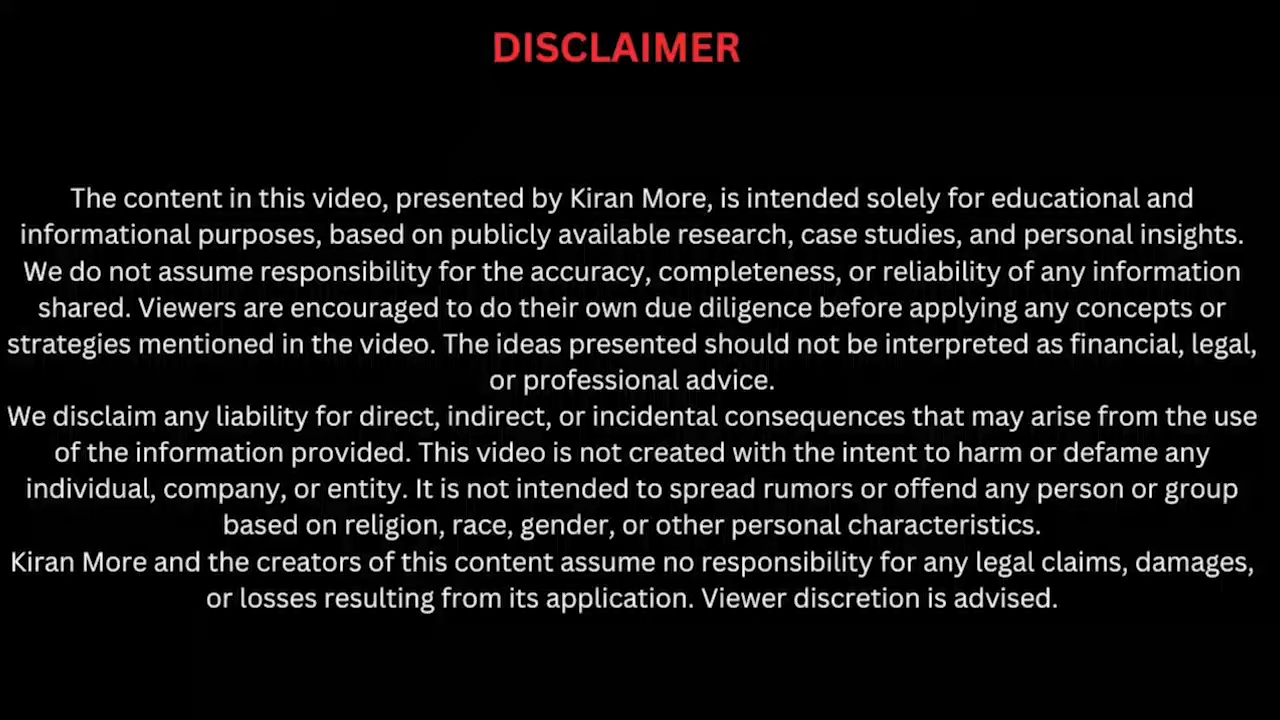 DISCLAIMER
The content in this video, presented by Kiran More, is intended solely for educational and
informational purposes, based on publicly available research, case studies, and personal insights.
We do not assume responsibility for the accuracy, completeness, or reliability of any information
shared. Viewers are encouraged to do their own due diligence before applying any concepts or
strategies mentioned in the video. The ideas presented should not be interpreted as financial, legal,
or professional advice.
We disclaim any liability for direct, indirect, or incidental consequences that may arise from the use
of the information provided. This video is not created with the intent to harm or defame any
individual, company, or entity. It is not intended to spread rumors or offend any person or group
based on religion, race, gender, or other personal characteristics.
Kiran More and the creators of this content assume no responsibility for any legal claims, damages,
or losses resulting from its application. Viewer discretion is advised.